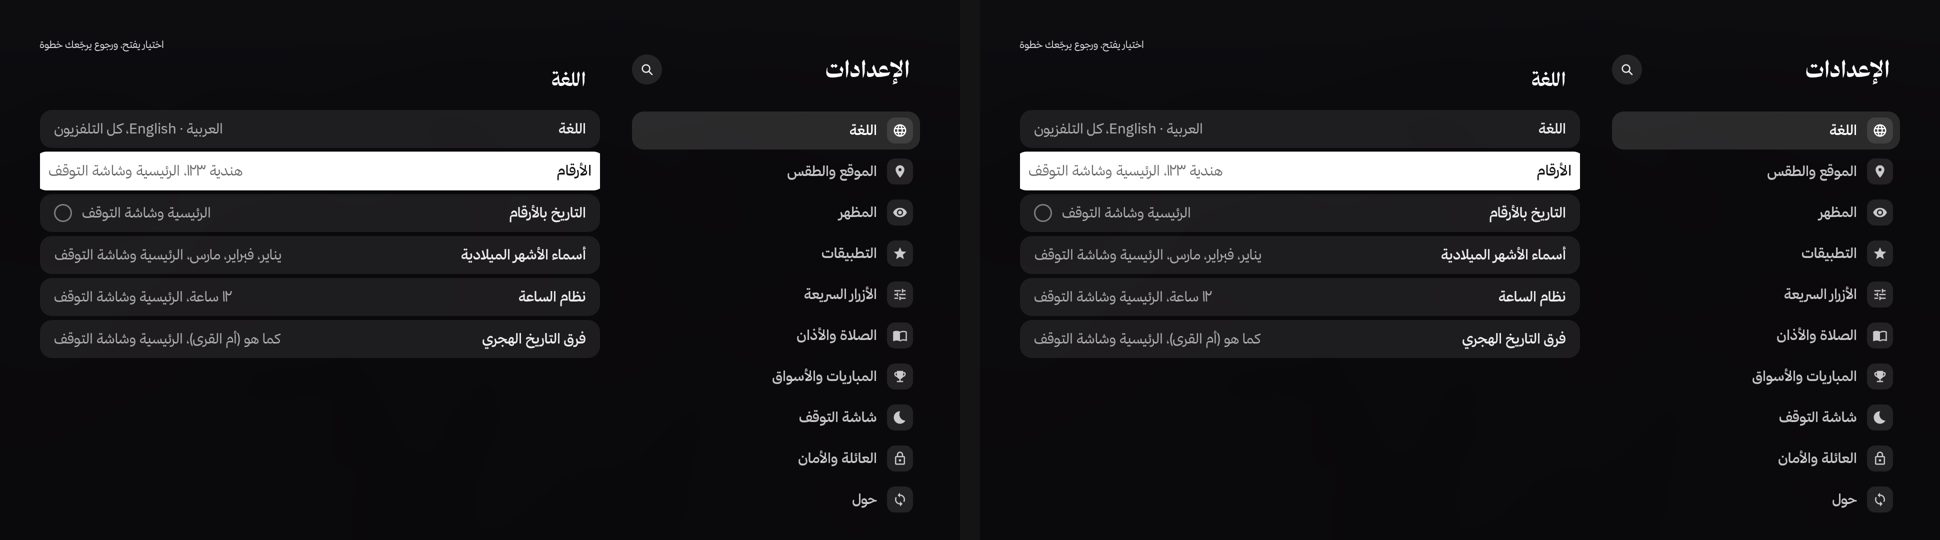 اختيار يفتح، ورجوع يرجّعك خطوة
الإعدادات
اللغة
الموقع والطقس
المظهر
التطبيقات
الأزرار السريعة
الصلاة والأذان
المباريات والأسواق
شاشة التوقف
العائلة والأمان
حول
اللغة
اللغة العربية · English، كل التلفزيون
الأرقام هندية ١٢٣، الرئيسية وشاشة التوقف
التاريخ بالأرقام الرئيسية وشاشة التوقف
أسماء الأشهر الميلادية يناير، فبراير، مارس، الرئيسية وشاشة التوقف
نظام الساعة ١٢ ساعة، الرئيسية وشاشة التوقف
فرق التاريخ الهجري كما هو (أم القرى)، الرئيسية وشاشة التوقف
اختيار يفتح، ورجوع يرجّعك خطوة
الإعدادات
اللغة
الموقع والطقس
المظهر
التطبيقات
الأزرار السريعة
الصلاة والأذان
المباريات والأسواق
شاشة التوقف
العائلة والأمان
حول
اللغة
اللغة العربية · English، كل التلفزيون
الأرقام هندية ١٢٣، الرئيسية وشاشة التوقف
التاريخ بالأرقام الرئيسية وشاشة التوقف
أسماء الأشهر الميلادية يناير، فبراير، مارس، الرئيسية وشاشة التوقف
نظام الساعة ١٢ ساعة، الرئيسية وشاشة التوقف
فرق التاريخ الهجري كما هو (أم القرى)، الرئيسية وشاشة التوقف